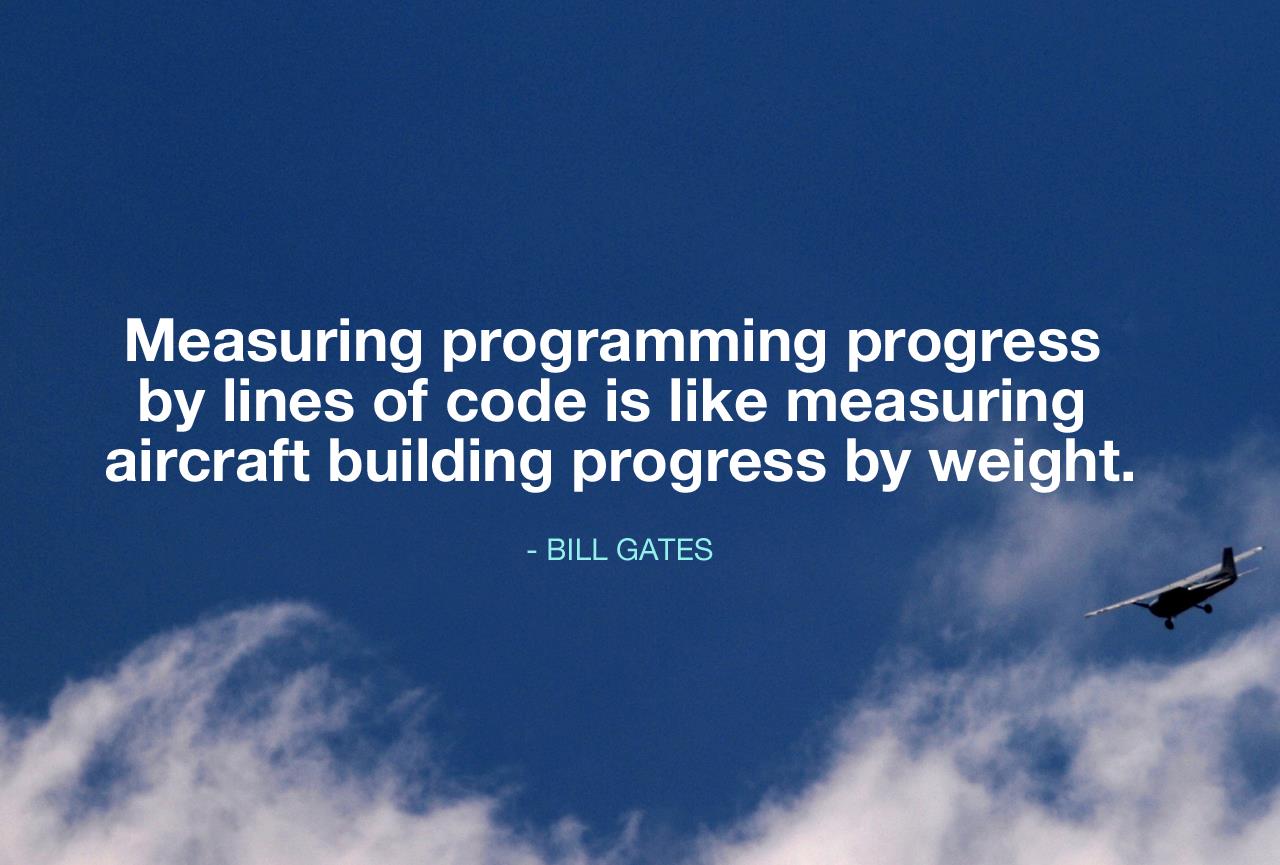 Measuring programming progress
by lines of code is like measuring
aircraft building progress by weight.
- BILL GATES